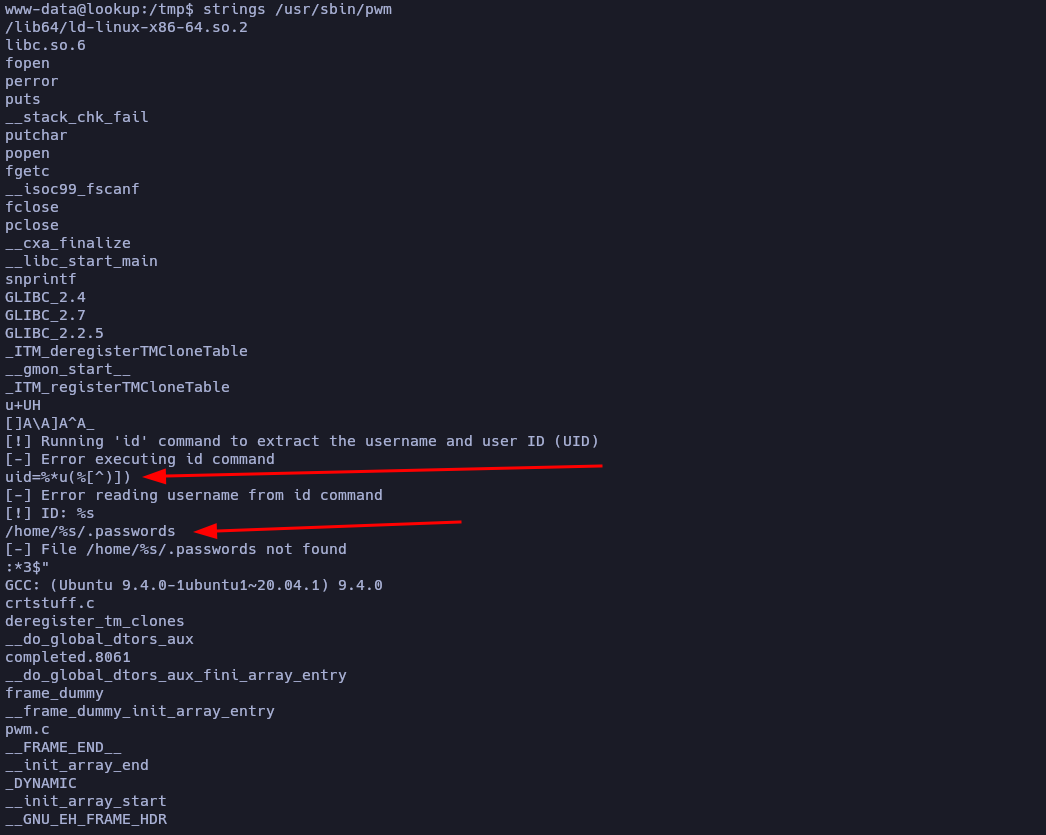 www-data@lookup:/tmp$ strings /usr/sbin/pwm
/lib64/ld-linux-x86-64.so.2
libc.so.6
fopen
perror
puts
__stack_chk_fail
putchar
popen
fgetc
__isoc99_fscanf
fclose
pclose
__cxa_finalize
__libc_start_main
snprintf
GLIBC_2.4
GLIBC_2.7
GLIBC_2.2.5
_ITM_deregisterTMCloneTable
__gmon_start__
_ITM_registerTMCloneTable
u+UH
[]A\A]A^A_
[!] Running 'id' command to extract the username and user ID (UID)
[-] Error executing id command
uid=%*u(%[^)])
[-] Error reading username from id command
[!] ID: %s
/home/%s/.passwords
[-] File /home/%s/.passwords not found
:*3$"
GCC: (Ubuntu 9.4.0-1ubuntu1~20.04.1) 9.4.0
crtstuff.c
deregister_tm_clones
__do_global_dtors_aux
completed.8061
__do_global_dtors_aux_fini_array_entry
frame_dummy
__frame_dummy_init_array_entry
pwm.c
__FRAME_END__
__init_array_end
_DYNAMIC
__init_array_start
__GNU_EH_FRAME_HDR